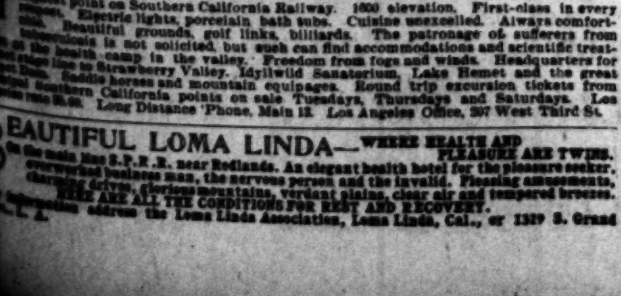 point on Southern California Railway. 1600 elevation. First-class in every
Electric lights, porcelain bath tubs. Cuisine unexcelled. Always comfort-
Beautiful grounds, golf links, billiards. The patronage of sufferers from
is not solicited, but such can find accommodations and scientific treat-
at the health camp in the valley. Freedom from fogs and winds. Headquarters for
stage line to Strawberry Valley, Idyllwild Sanatorium, Lake Hemet and the great
Saddle horses and mountain equipages. Round trip excursion tickets from
Southern California points on sale Tuesdays, Thursdays and Saturdays. Los
Long Distance 'Phone, Main 12. Los Angeles Office, 207 West Third St.
EAUTIFUL LOMA LINDA—WHERE HEALTH AND
PLEASURE ARE TWINS.
On the main line S.P.R.R. near Redlands. An elegant health hotel for the pleasure seeker,
overworked business man, the nervous person and the invalid. Pleasing amusements,
drives, glorious mountains, verdant plains, clear air and tempered breezes.
HERE ARE ALL THE CONDITIONS FOR REST AND RECOVERY.
information address the Loma Linda Association, Loma Linda, Cal., or 1319 S. Grand
L. A.